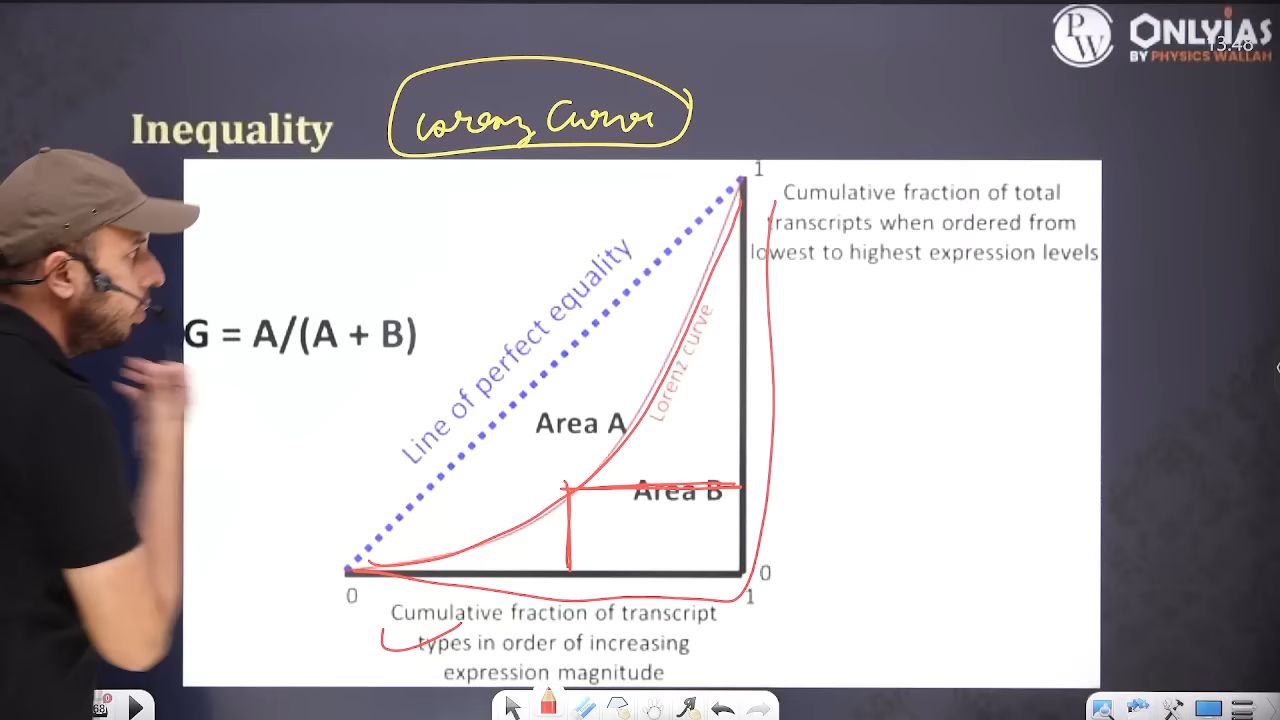 PW
ONLYIAS
BY PHYSICS WALLAH
13:48
Inequality
Lorenz Curve
1
Cumulative fraction of total
transcripts when ordered from
lowest to highest expression levels
Line of perfect equality
G = A/(A + B)
Lorenz curve
Area A
Area B
0
0
1
Cumulative fraction of transcript
types in order of increasing
expression magnitude
68